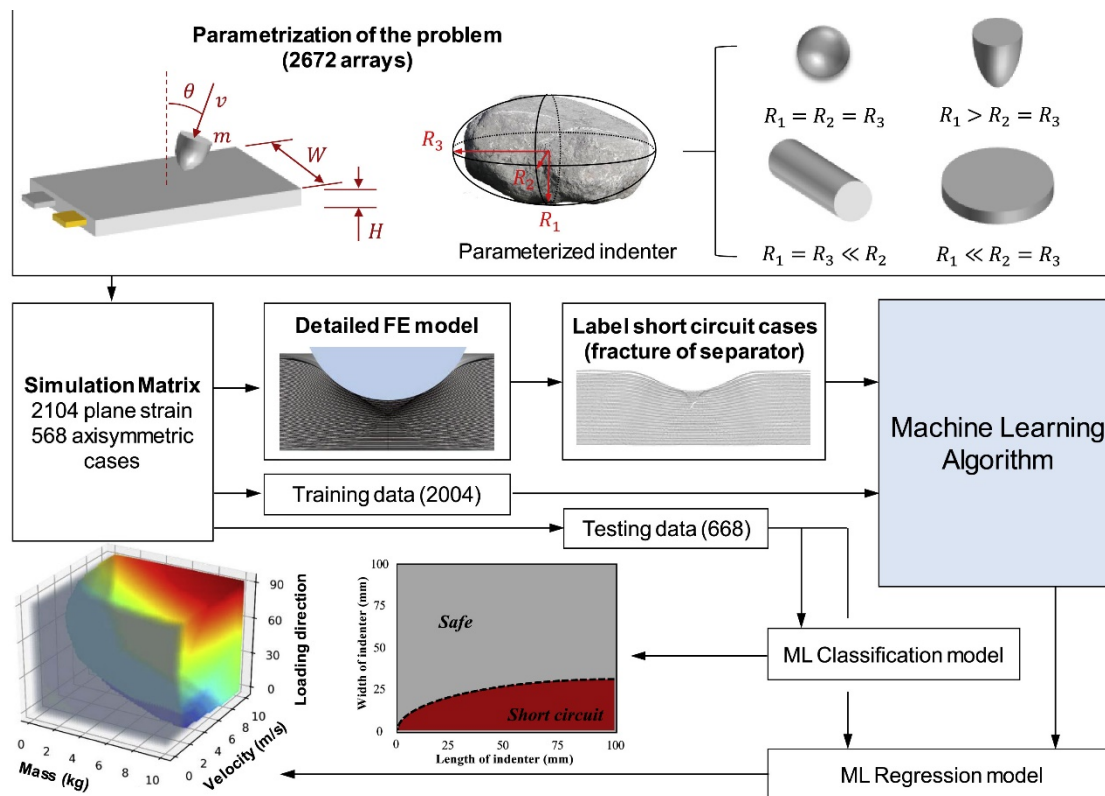 Parametrization of the problem
(2672 arrays)
θ
v
m
W
H
R₃
R₂
R₁
Parameterized indenter
R₁ = R₂ = R₃
R₁ > R₂ = R₃
R₁ = R₃ ≪ R₂
R₁ ≪ R₂ = R₃
Simulation Matrix
2104 plane strain
568 axisymmetric
cases
Detailed FE model
Label short circuit cases
(fracture of separator)
Machine Learning
Algorithm
Training data (2004)
Testing data (668)
ML Classification model
ML Regression model
100
75
50
25
0
Width of indenter (mm)
Safe
Short circuit
0
25
50
75
100
Length of indenter (mm)
90
60
30
0
Loading direction
0
2
4
6
8
10
Mass (kg)
0
2
4
6
8
10
Velocity (m/s)